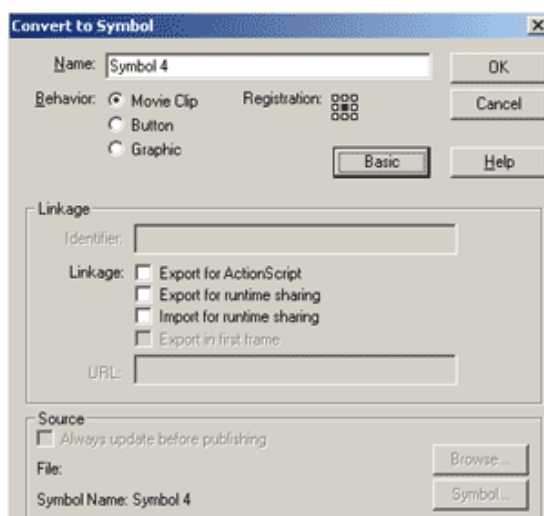 Convert to Symbol
Name: Symbol 4 OK
Behavior: Movie Clip Registration: Cancel
Button
Graphic
Basic Help
Linkage
Identifier:
Linkage: Export for ActionScript
Export for runtime sharing
Import for runtime sharing
Export in first frame
URL:
Source
Always update before publishing
File: Browse...
Symbol Name: Symbol 4 Symbol...